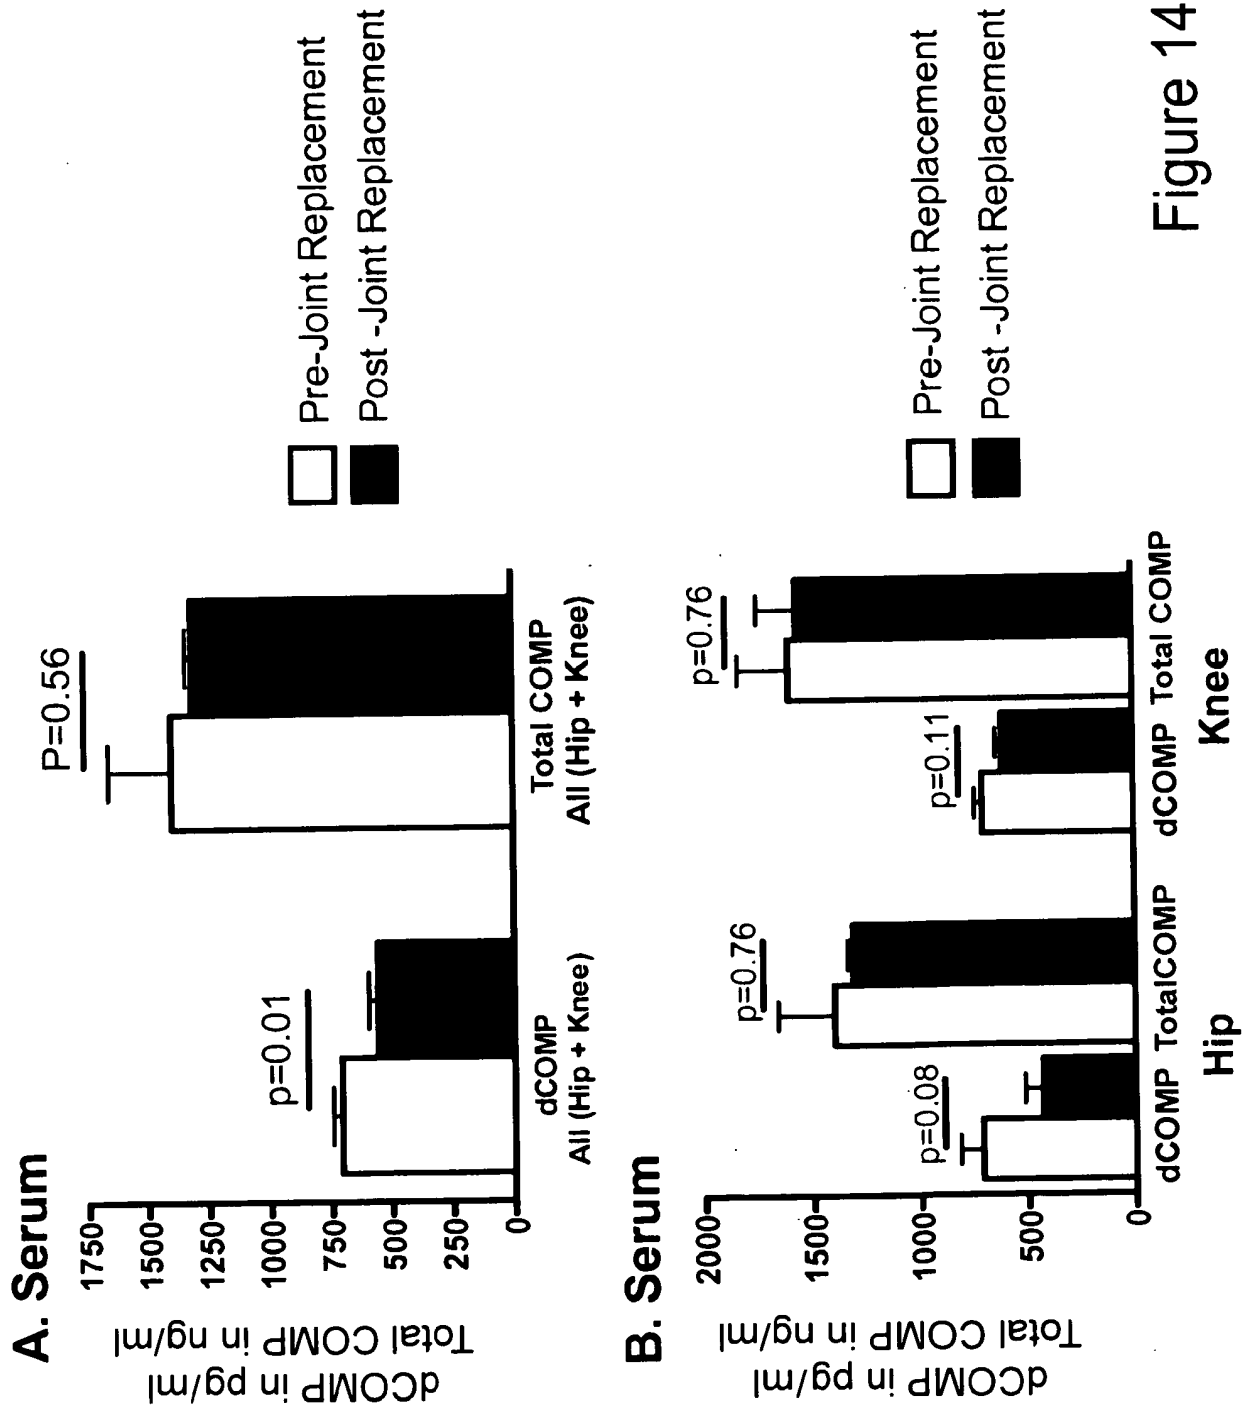 A. Serum
dCOMP in pg/ml
Total COMP in ng/ml
1750
1500
1250
1000
750
500
250
0
p=0.01
P=0.56
dCOMP
All (Hip + Knee)
Total COMP
All (Hip + Knee)
Pre-Joint Replacement
Post -Joint Replacement
B. Serum
dCOMP in pg/ml
Total COMP in ng/ml
2000
1500
1000
500
0
p=0.08
p=0.76
p=0.11
p=0.76
dCOMP TotalCOMP dCOMP Total COMP
Hip Knee
Pre-Joint Replacement
Post -Joint Replacement
Figure 14